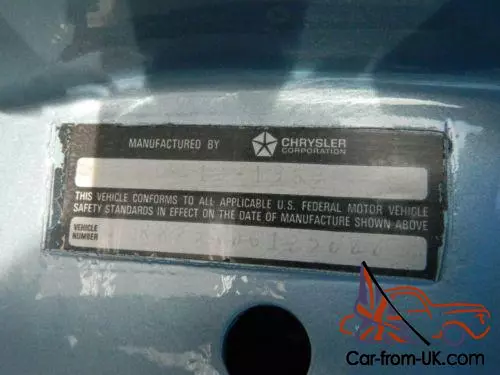 MANUFACTURED BY CHRYSLER
CORPORATION
THIS VEHICLE CONFORMS TO ALL APPLICABLE U.S. FEDERAL MOTOR VEHICLE
SAFETY STANDARDS IN EFFECT ON THE DATE OF MANUFACTURE SHOWN ABOVE
VEHICLE
NUMBER
Car-from-UK.com